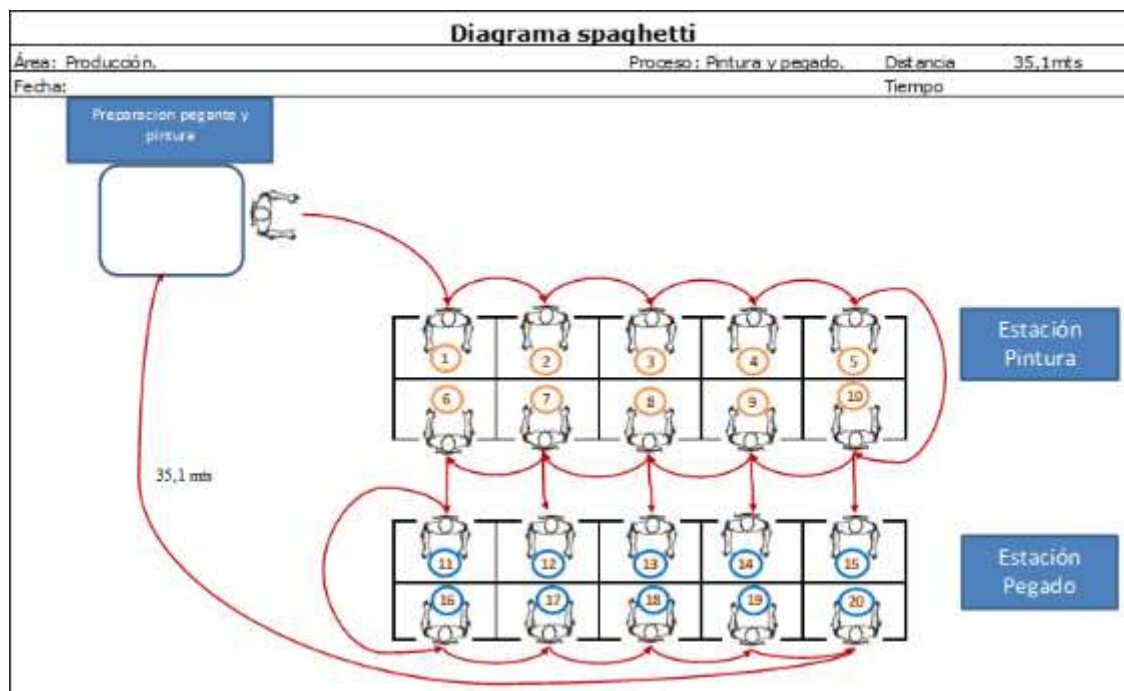 Diagrama spaghetti
Área: Producción. Proceso: Pintura y pegado. Distancia 35,1mts
Fecha: Tiempo
Preparacion pegante y
pintura
1 2 3 4 5
Estación
Pintura
6 7 8 9 10
35,1 mts
11 12 13 14 15
Estación
Pegado
16 17 18 19 20